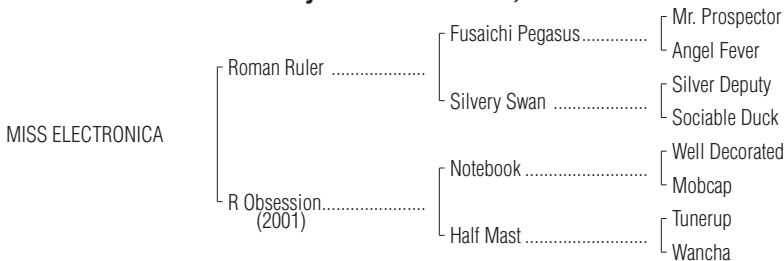 Mr. Prospector
Fusaichi Pegasus..............
Angel Fever
Roman Ruler ....................
Silver Deputy
Silvery Swan ....................
Sociable Duck
MISS ELECTRONICA
Well Decorated
Notebook ..........................
Mobcap
R Obsession......................
(2001)
Tunerup
Half Mast ..........................
Wancha